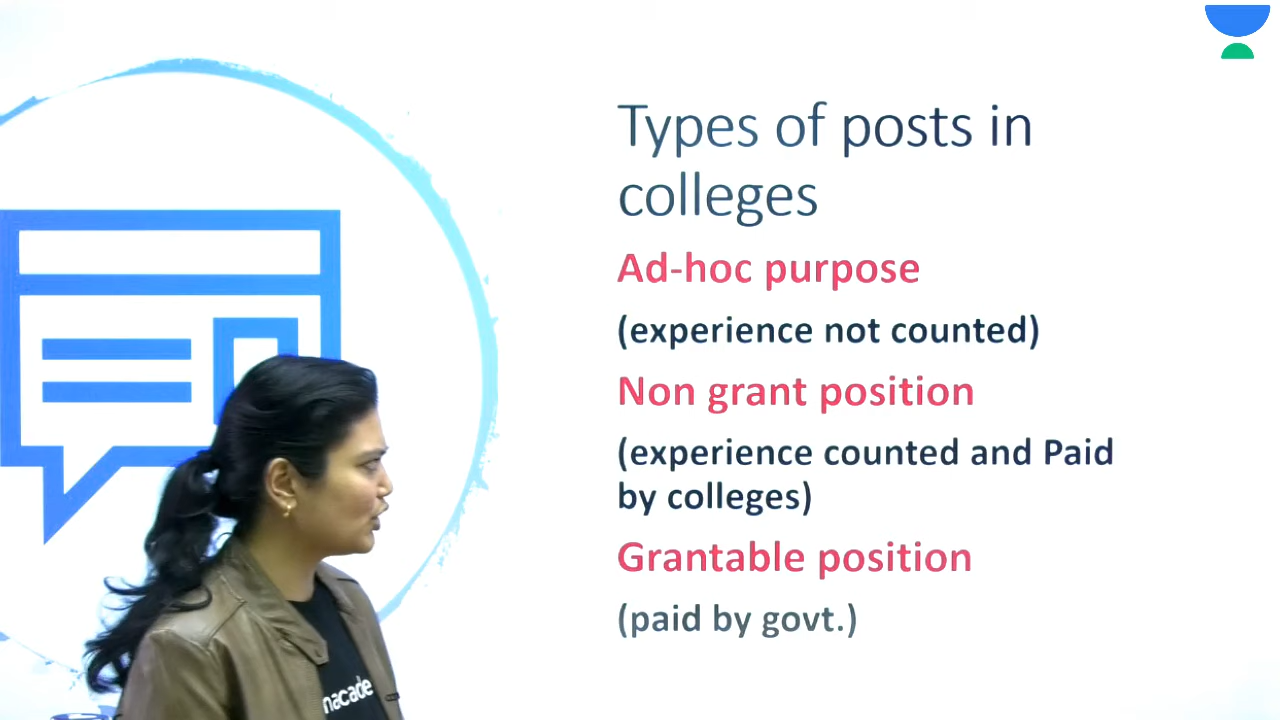 Types of posts in
colleges
Ad-hoc purpose
(experience not counted)
Non grant position
(experience counted and Paid
by colleges)
Grantable position
(paid by govt.)
nacade